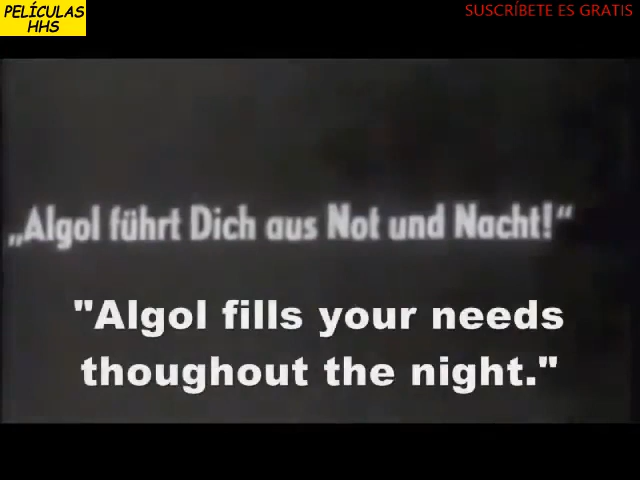 PELÍCULAS
HHS
SUSCRÍBETE ES GRATIS
„Algol führt Dich aus Not und Nacht!“
"Algol fills your needs
thoughout the night."